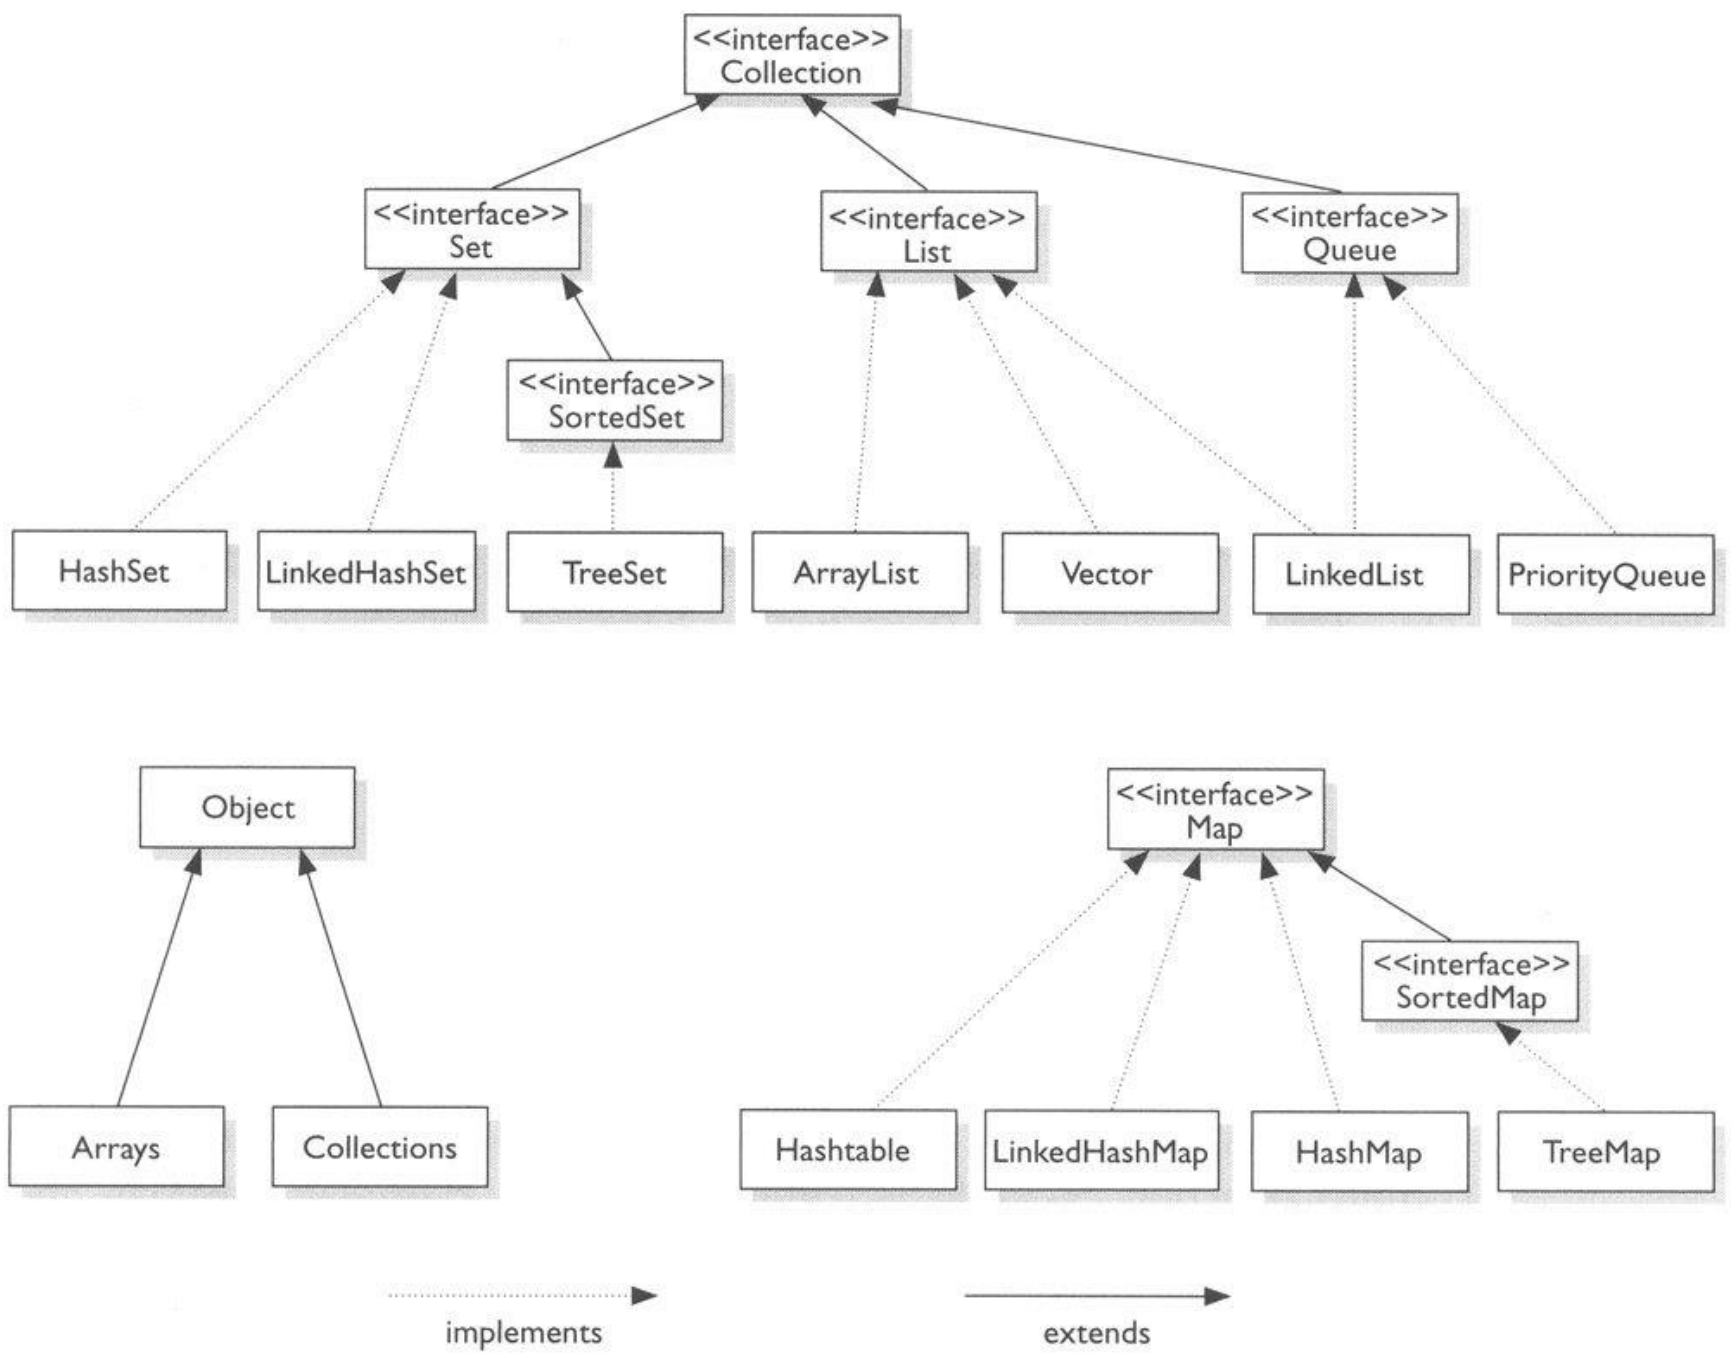 <<interface>>
Collection
<<interface>>
Set
<<interface>>
List
<<interface>>
Queue
<<interface>>
SortedSet
HashSet
LinkedHashSet
TreeSet
ArrayList
Vector
LinkedList
PriorityQueue
Object
<<interface>>
Map
<<interface>>
SortedMap
Arrays
Collections
Hashtable
LinkedHashMap
HashMap
TreeMap
implements
extends